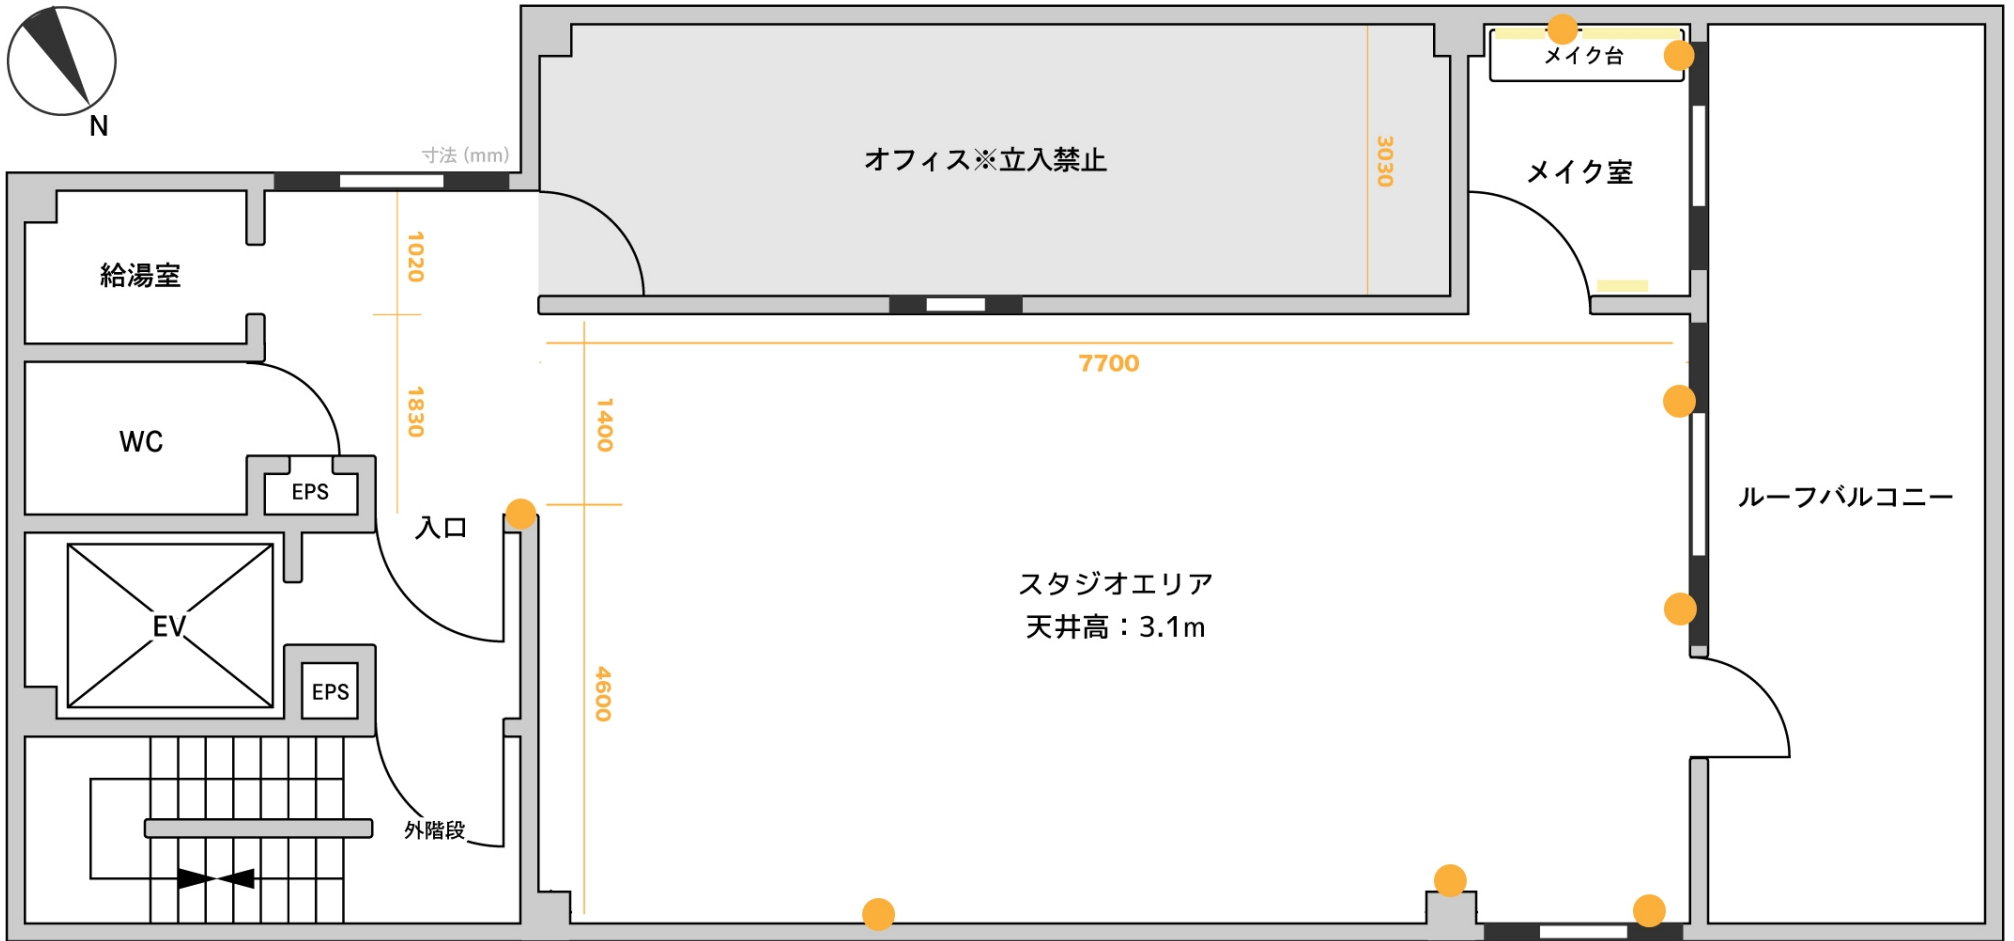 N
寸法 (mm)
メイク台
オフィス※立入禁止
3030
メイク室
1020
給湯室
7700
1830
1400
WC
EPS
入口
ルーフバルコニー
スタジオエリア
天井高：3.1m
EV
EPS
4600
外階段